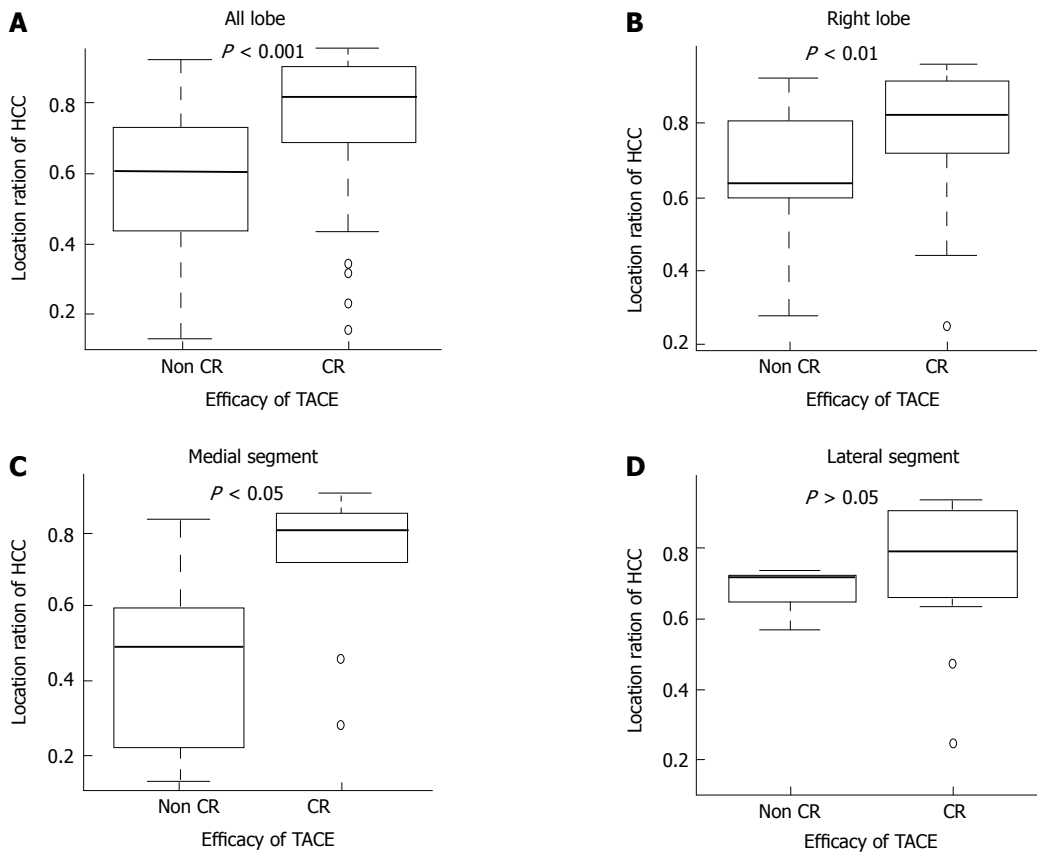 A
All lobe
P < 0.001
Location ration of HCC
0.8
0.6
0.4
0.2
Non CR CR
Efficacy of TACE
B
Right lobe
P < 0.01
Location ration of HCC
0.8
0.6
0.4
0.2
Non CR CR
Efficacy of TACE
C
Medial segment
P < 0.05
Location ration of HCC
0.8
0.6
0.4
0.2
Non CR CR
Efficacy of TACE
D
Lateral segment
P > 0.05
Location ration of HCC
0.8
0.6
0.4
0.2
Non CR CR
Efficacy of TACE